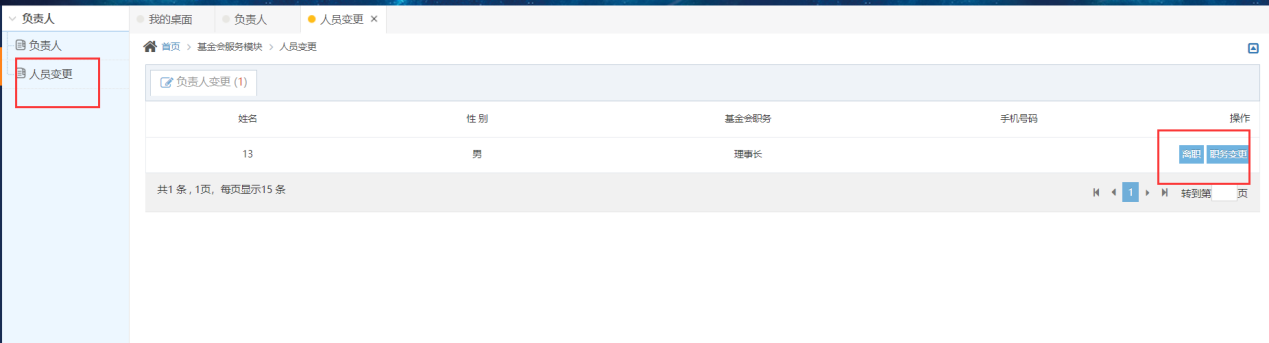 负责人
我的桌面
负责人
人员变更 ×
负责人
人员变更
首页 > 基金会服务模块 > 人员变更
负责人变更 (1)
姓名 性 别 基金会职务 手机号码 操作
13 男 理事长 离职 职务变更
共1 条 , 1页, 每页显示15 条
1 转到第 页